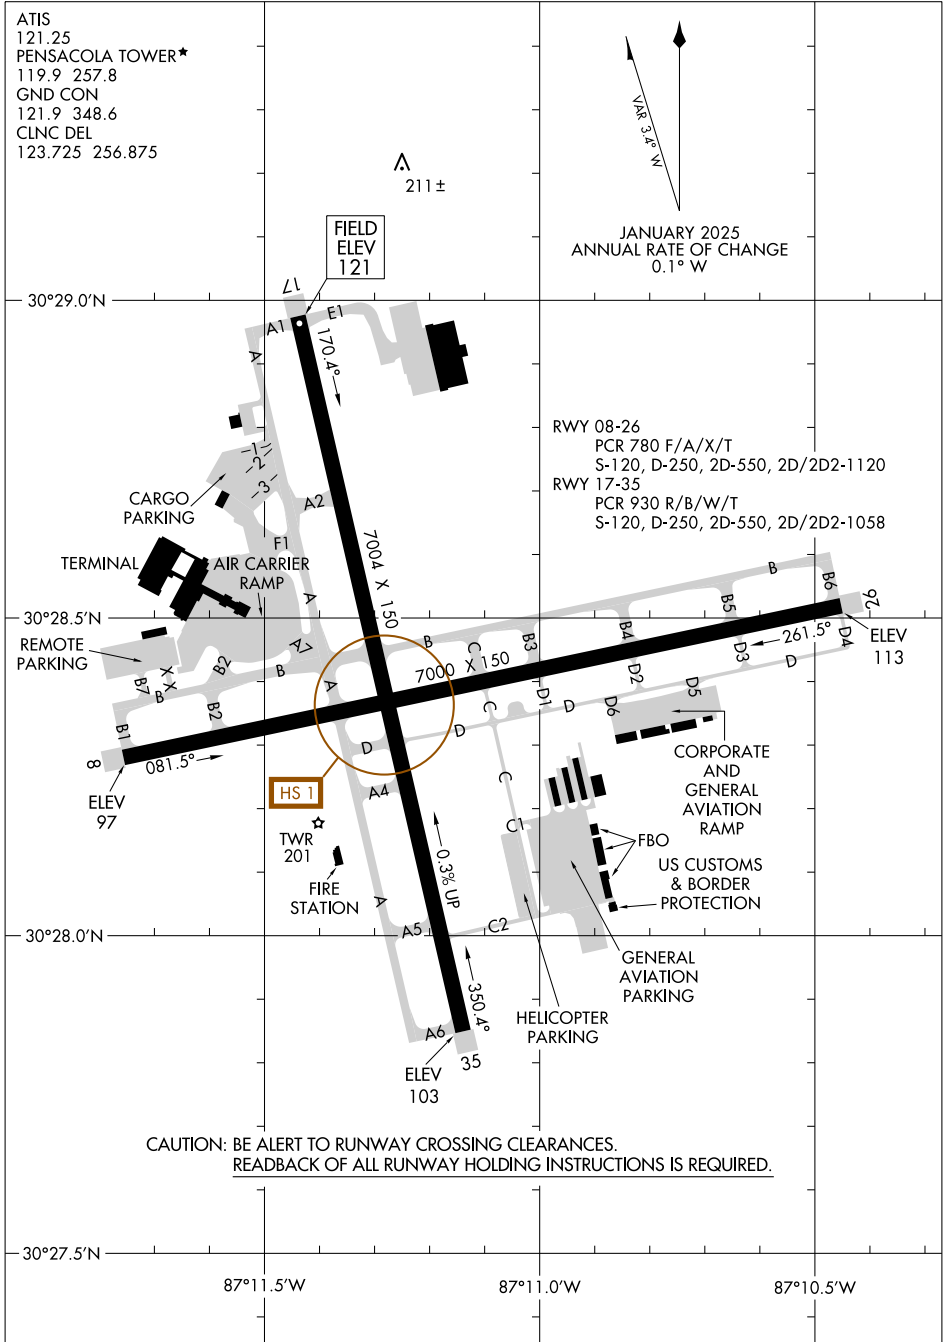 ATIS
121.25
PENSACOLA TOWER★
119.9 257.8
GND CON
121.9 348.6
CLNC DEL
123.725 256.875
VAR 3.4° W
JANUARY 2025
ANNUAL RATE OF CHANGE
0.1° W
211±
FIELD
ELEV
121
17
30°29.0'N
A1
E1
A
170.4°
RWY 08-26
PCR 780 F/A/X/T
S-120, D-250, 2D-550, 2D/2D2-1120
RWY 17-35
PCR 930 R/B/W/T
S-120, D-250, 2D-550, 2D/2D2-1058
1
2
3
CARGO
PARKING
A2
F1
7004 X 150
TERMINAL
AIR CARRIER
RAMP
A
B
B6
26
B5
B4
B3
B
30°28.5'N
REMOTE
PARKING
A7
B2
B
X
X
B7
B
B2
B1
A
C
7000 X 150
261.5°
ELEV
113
D4
D
D3
D2
D5
D6
D1
D
C
D
D
8
081.5°
ELEV
97
HS 1
A4
C
CORPORATE
AND
GENERAL
AVIATION
RAMP
TWR
201
FIRE
STATION
C1
FBO
US CUSTOMS
& BORDER
PROTECTION
0.3% UP
A
A5
C2
30°28.0'N
350.4°
GENERAL
AVIATION
PARKING
HELICOPTER
PARKING
A6
35
ELEV
103
CAUTION: BE ALERT TO RUNWAY CROSSING CLEARANCES.
READBACK OF ALL RUNWAY HOLDING INSTRUCTIONS IS REQUIRED.
30°27.5'N
87°11.5'W
87°11.0'W
87°10.5'W